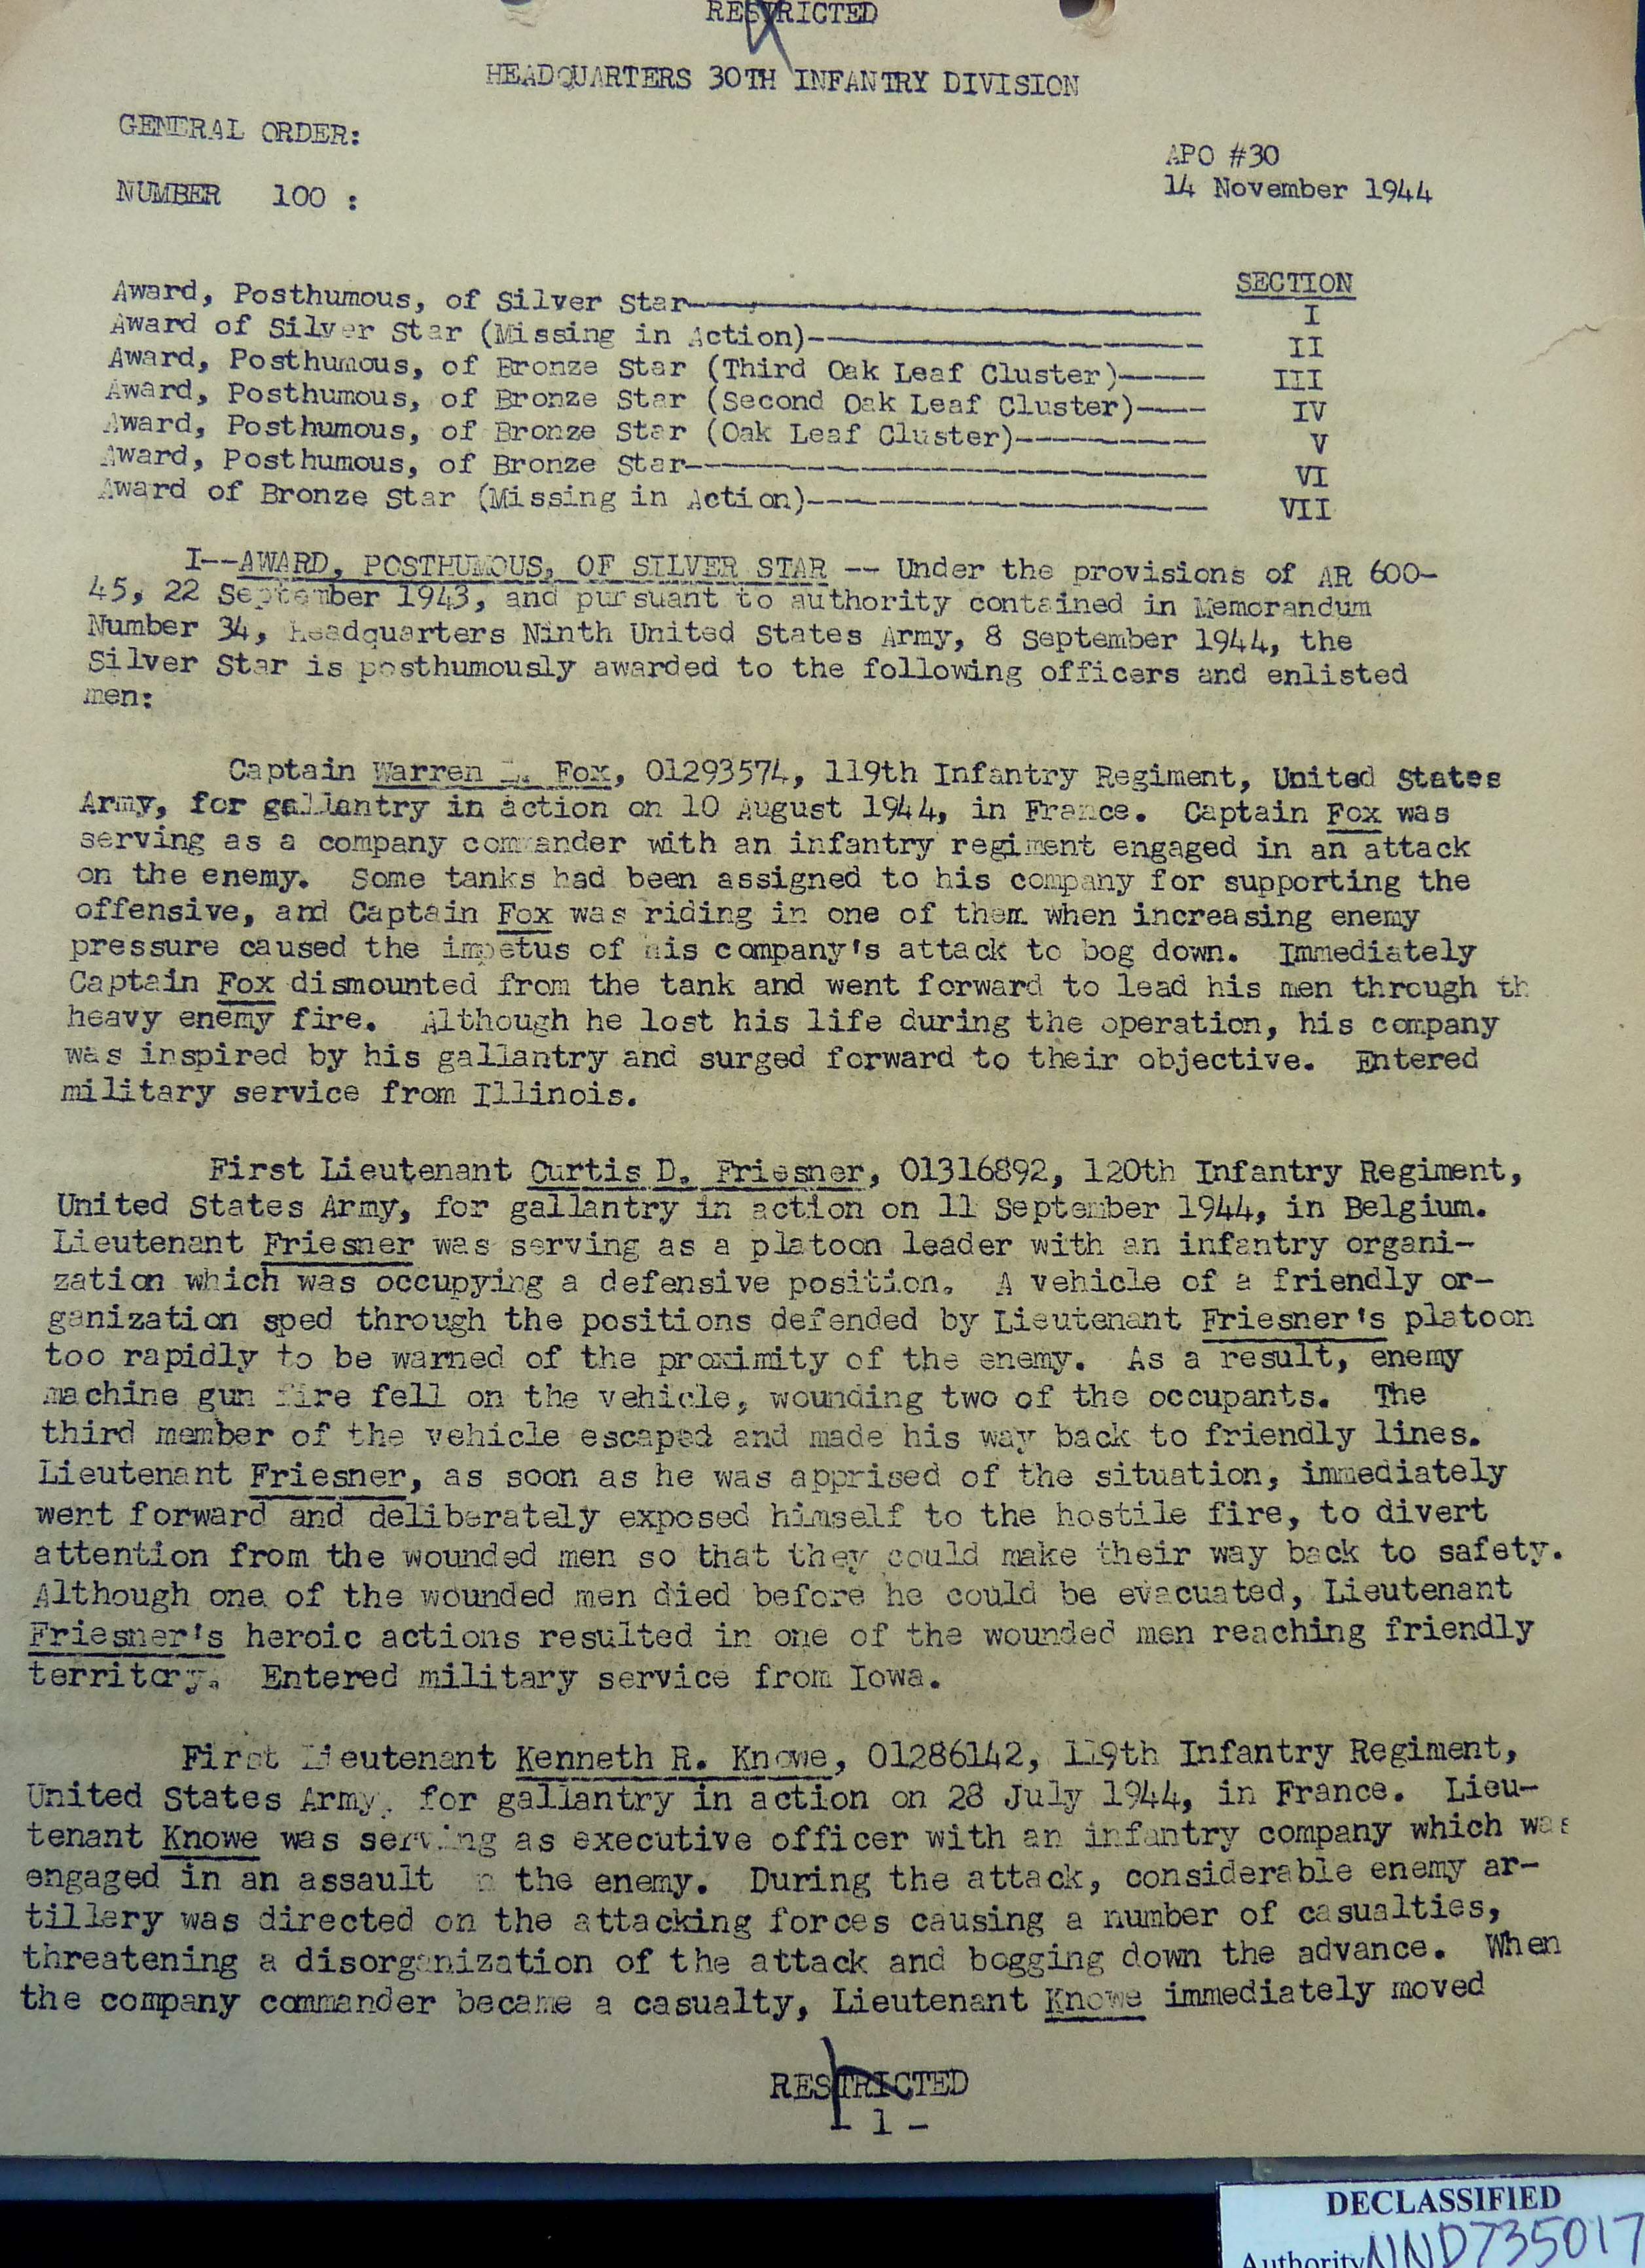 RESTRICTED
HEADQUARTERS 30TH INFANTRY DIVISION
GENERAL ORDER:
APO #30
NUMBER 100 :
14 November 1944
SECTION
Award, Posthumous, of Silver Star-------------------- I
Award of Silver Star (Missing in Action)-------------------- II
Award, Posthumous, of Bronze Star (Third Oak Leaf Cluster)----- III
Award, Posthumous, of Bronze Star (Second Oak Leaf Cluster)----- IV
Award, Posthumous, of Bronze Star (Oak Leaf Cluster)---------- V
Award, Posthumous, of Bronze Star-------------------- VI
Award of Bronze Star (Missing in Action)-------------------- VII
I--AWARD, POSTHUMOUS, OF SILVER STAR -- Under the provisions of AR 600-
45, 22 September 1943, and pursuant to authority contained in Memorandum
Number 34, Headquarters Ninth United States Army, 8 September 1944, the
Silver Star is posthumously awarded to the following officers and enlisted
men:
Captain Warren Fox, 01293574, 119th Infantry Regiment, United States
Army, for gallantry in action on 10 August 1944, in France. Captain Fox was
serving as a company commander with an infantry regiment engaged in an attack
on the enemy. Some tanks had been assigned to his company for supporting the
offensive, and Captain Fox was riding in one of them when increasing enemy
pressure caused the impetus of his company's attack to bog down. Immediately
Captain Fox dismounted from the tank and went forward to lead his men through th
heavy enemy fire. Although he lost his life during the operation, his company
was inspired by his gallantry and surged forward to their objective. Entered
military service from Illinois.
First Lieutenant Curtis D. Friesner, 01316892, 120th Infantry Regiment,
United States Army, for gallantry in action on 11 September 1944, in Belgium.
Lieutenant Friesner was serving as a platoon leader with an infantry organi-
zation which was occupying a defensive position. A vehicle of a friendly or-
ganization sped through the positions defended by Lieutenant Friesner's platoon
too rapidly to be warned of the proximity of the enemy. As a result, enemy
machine gun fire fell on the vehicle, wounding two of the occupants. The
third member of the vehicle escaped and made his way back to friendly lines.
Lieutenant Friesner, as soon as he was apprised of the situation, immediately
went forward and deliberately exposed himself to the hostile fire, to divert
attention from the wounded men so that they could make their way back to safety.
Although one of the wounded men died before he could be evacuated, Lieutenant
Friesner's heroic actions resulted in one of the wounded men reaching friendly
territory. Entered military service from Iowa.
First Lieutenant Kenneth R. Knowe, 01286142, 119th Infantry Regiment,
United States Army, for gallantry in action on 28 July 1944, in France. Lieu-
tenant Knowe was serving as executive officer with an infantry company which was
engaged in an assault the enemy. During the attack, considerable enemy ar-
tillery was directed on the attacking forces causing a number of casualties,
threatening a disorganization of the attack and bogging down the advance. When
the company commander became a casualty, Lieutenant Knowe immediately moved
RESTRICTED
- 1 -
DECLASSIFIED
Authority NND735017